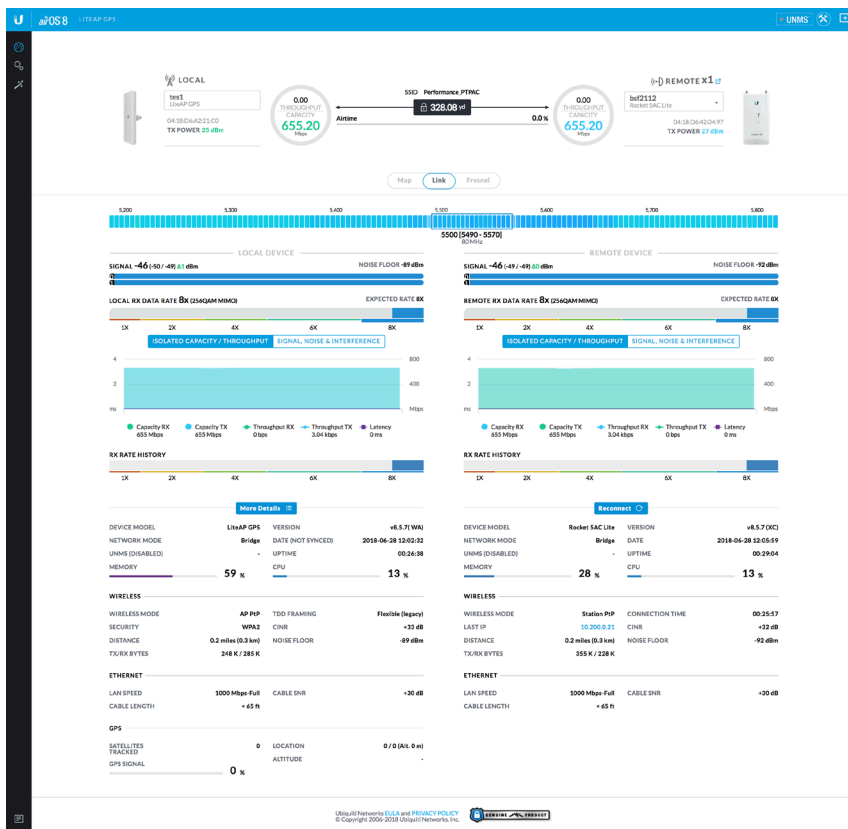 airOS 8 LITEAP GPS
UNMS
LOCAL
tes1
LiteAP GPS
04:18:D6:A2:21:C0
TX POWER 25 dBm
0.00
THROUGHPUT
CAPACITY
655.20
Mbps
SSID Performance_PTPAC
328.08 yd
Airtime 0.0 %
0.00
THROUGHPUT
CAPACITY
655.20
Mbps
REMOTE X1
bsf2112
Rocket 5AC Lite
04:18:D6:42:04:97
TX POWER 27 dBm
Map Link Fresnel
5,200 5,300 5,400 5,500 5,600 5,700 5,800
5500 [5490 - 5570]
80 MHz
LOCAL DEVICE
SIGNAL -46 (-50 / -49) Δ1 dBm NOISE FLOOR -89 dBm
0
1
LOCAL RX DATA RATE 8X (256QAM MIMO) EXPECTED RATE 8X
1X 2X 4X 6X 8X
ISOLATED CAPACITY / THROUGHPUT SIGNAL, NOISE & INTERFERENCE
4 800
2 400
ms Mbps
Capacity RX Capacity TX Throughput RX Throughput TX Latency
655 Mbps 655 Mbps 0 bps 3.04 kbps 0 ms
RX RATE HISTORY
1X 2X 4X 6X 8X
More Details
DEVICE MODEL LiteAP GPS VERSION v8.5.7 (WA)
NETWORK MODE Bridge DATE (NOT SYNCED) 2018-06-28 12:02:32
UNMS (DISABLED) - UPTIME 00:26:38
MEMORY 59 % CPU 13 %
WIRELESS
WIRELESS MODE AP PtP TDD FRAMING Flexible (legacy)
SECURITY WPA2 CINR +33 dB
DISTANCE 0.2 miles (0.3 km) NOISE FLOOR -89 dBm
TX/RX BYTES 248 K / 285 K
ETHERNET
LAN SPEED 1000 Mbps-Full CABLE SNR +30 dB
CABLE LENGTH < 65 ft
GPS
SATELLITES TRACKED 0 LOCATION 0 / 0 (Alt. 0 m)
ALTITUDE -
GPS SIGNAL 0 %
REMOTE DEVICE
SIGNAL -46 (-49 / -49) Δ0 dBm NOISE FLOOR -92 dBm
0
1
REMOTE RX DATA RATE 8X (256QAM MIMO) EXPECTED RATE 8X
1X 2X 4X 6X 8X
ISOLATED CAPACITY / THROUGHPUT SIGNAL, NOISE & INTERFERENCE
4 800
2 400
ms Mbps
Capacity RX Capacity TX Throughput RX Throughput TX Latency
655 Mbps 655 Mbps 3.04 kbps 0 bps 0 ms
RX RATE HISTORY
1X 2X 4X 6X 8X
Reconnect
DEVICE MODEL Rocket 5AC Lite VERSION v8.5.7 (XC)
NETWORK MODE Bridge DATE 2018-06-28 12:05:59
UNMS (DISABLED) - UPTIME 00:29:04
MEMORY 28 % CPU 13 %
WIRELESS
WIRELESS MODE Station PtP CONNECTION TIME 00:25:57
LAST IP 10.200.0.21 CINR +32 dB
DISTANCE 0.2 miles (0.3 km) NOISE FLOOR -92 dBm
TX/RX BYTES 355 K / 228 K
ETHERNET
LAN SPEED 1000 Mbps-Full CABLE SNR +30 dB
CABLE LENGTH < 65 ft
Ubiquiti Networks EULA and PRIVACY POLICY.
© Copyright 2006-2018 Ubiquiti Networks, Inc.
GENUINE PRODUCT